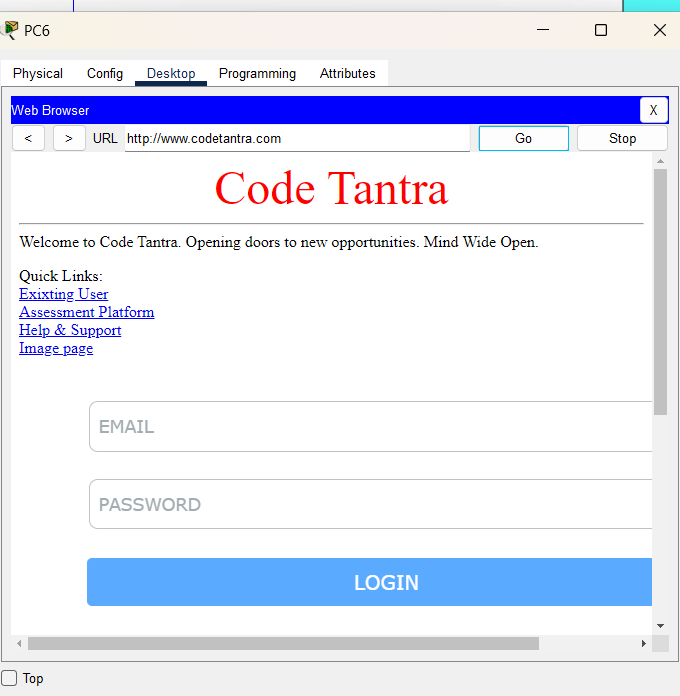 PC6
Physical Config Desktop Programming Attributes
Web Browser X
< > URL http://www.codetantra.com Go Stop
Code Tantra
Welcome to Code Tantra. Opening doors to new opportunities. Mind Wide Open.
Quick Links:
Exixting User
Assessment Platform
Help & Support
Image page
EMAIL
PASSWORD
LOGIN
Top